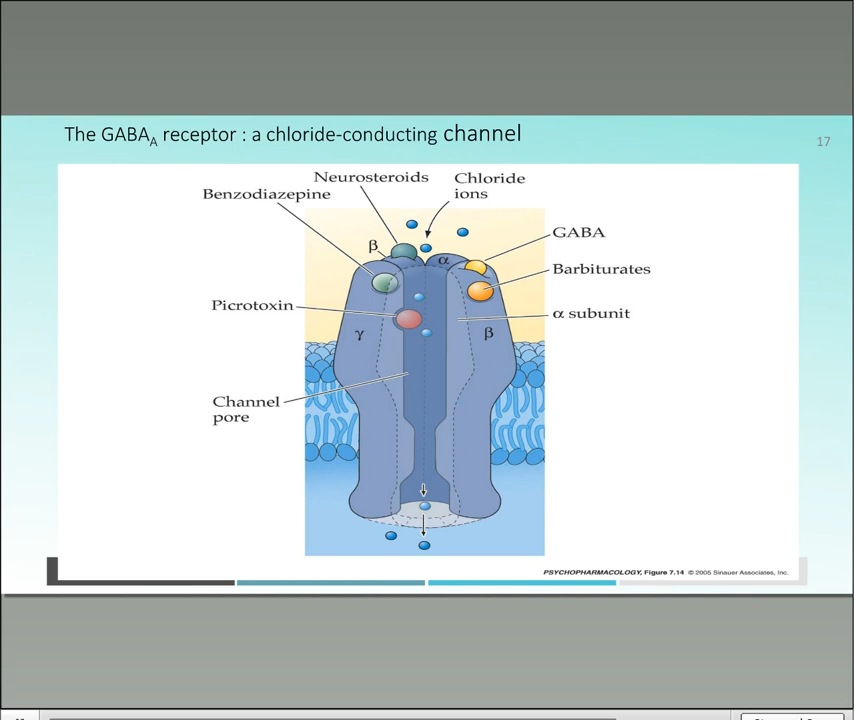 The GABAA receptor : a chloride-conducting channel
17
Neurosteroids
Chloride
ions
Benzodiazepine
β
α
GABA
Barbiturates
Picrotoxin
α subunit
γ
β
Channel
pore
PSYCHOPHARMACOLOGY, Figure 7.14 © 2005 Sinauer Associates, Inc.